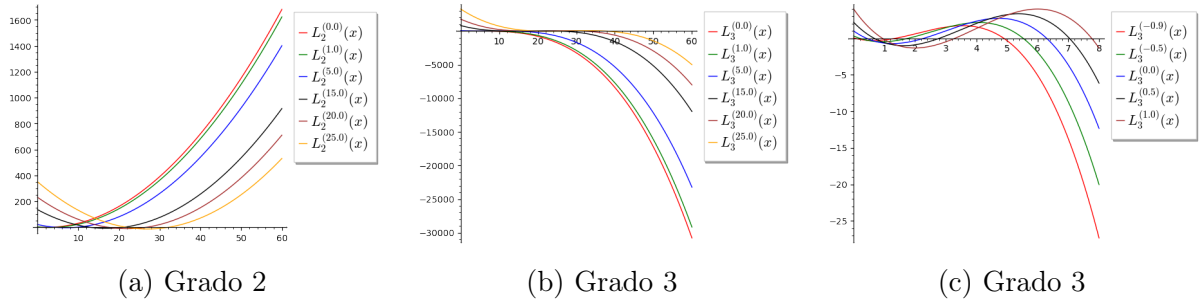 1600
1400
1200
1000
800
600
400
200
10 20 30 40 50 60
L_2^{(0.0)}(x)
L_2^{(1.0)}(x)
L_2^{(5.0)}(x)
L_2^{(15.0)}(x)
L_2^{(20.0)}(x)
L_2^{(25.0)}(x)
(a) Grado 2
10 20 30 40 50 60
-5000
-10000
-15000
-20000
-25000
-30000
L_3^{(0.0)}(x)
L_3^{(1.0)}(x)
L_3^{(5.0)}(x)
L_3^{(15.0)}(x)
L_3^{(20.0)}(x)
L_3^{(25.0)}(x)
(b) Grado 3
1 2 3 4 5 6 7 8
-5
-10
-15
-20
-25
L_3^{(-0.9)}(x)
L_3^{(-0.5)}(x)
L_3^{(0.0)}(x)
L_3^{(0.5)}(x)
L_3^{(1.0)}(x)
(c) Grado 3